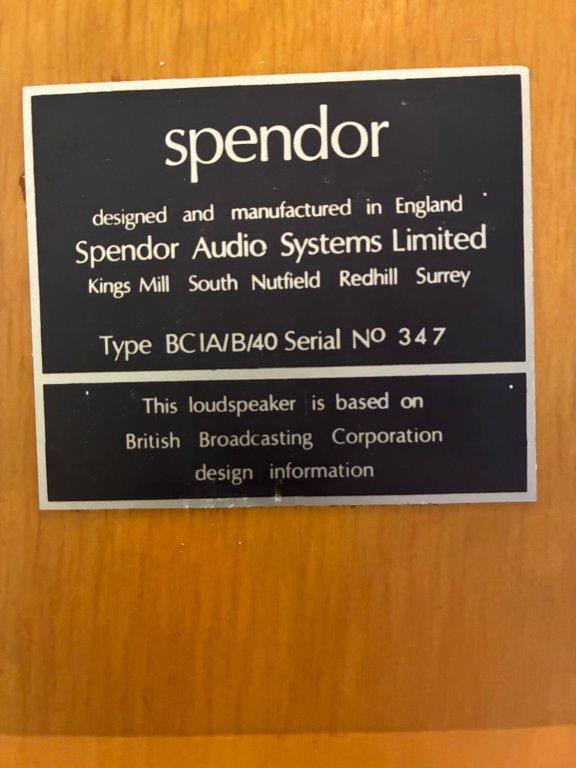 spendor
designed and manufactured in England
Spendor Audio Systems Limited
Kings Mill South Nutfield Redhill Surrey
Type BC1A/B/40 Serial Nº 347
This loudspeaker is based on
British Broadcasting Corporation
design information